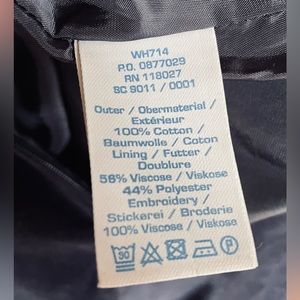 WH714
P.O. 0877029
RN 118027
SC 9011 / 0001
Outer / Obermaterial /
Extérieur
100% Cotton /
Baumwolle / Coton
Lining / Futter /
Doublure
56% Viscose / Viskose
44% Polyester
Embroidery /
Stickerei / Broderie
100% Viscose / Viskose
30
P